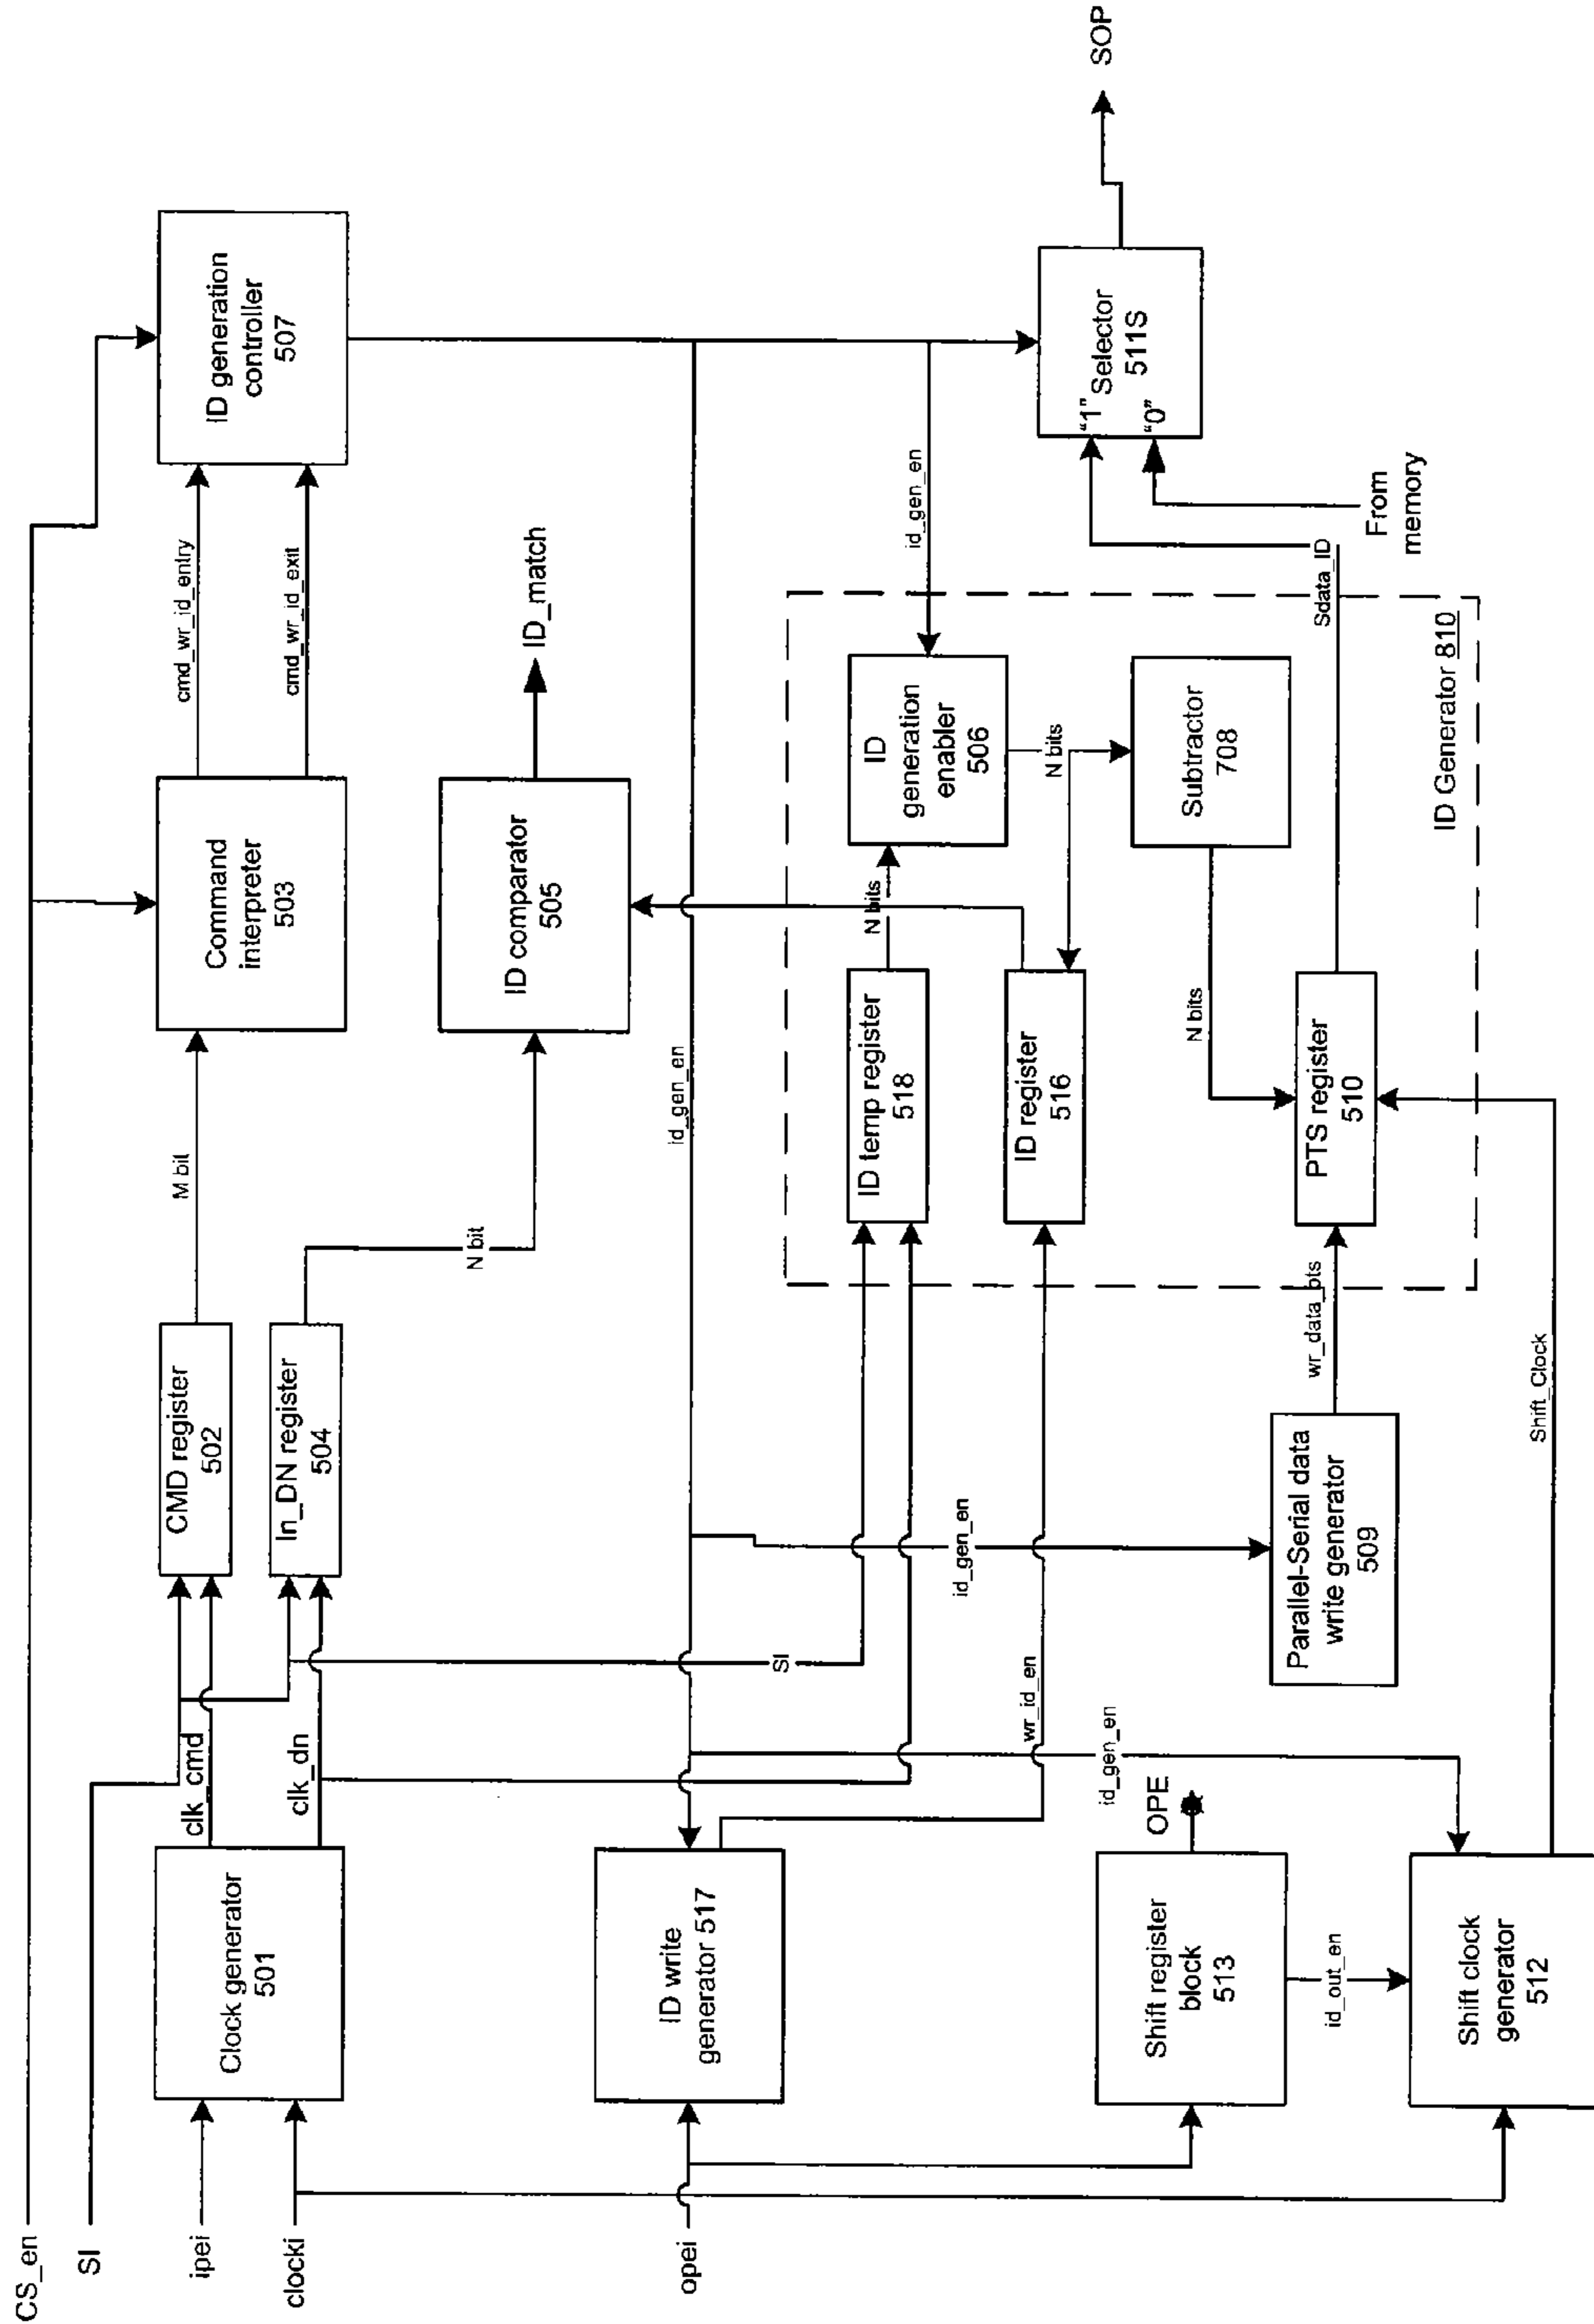 CS_en
SI
ipei
clocki
opei
Clock generator
501
clk_cmd
clk_dn
CMD register
502
In_DN register
504
M bit
N bit
Command
interpreter
503
cmd_wr_id_entry
cmd_wr_id_exit
ID generation
controller
507
ID comparator
505
ID_match
id_gen_en
ID write
generator 517
wr_id_en
SI
id_gen_en
id_gen_en
ID temp register
518
N bits
ID
generation
enabler
506
id_gen_en
ID register
516
N bits
Subtractor
708
N bits
PTS register
510
Sdata_ID
ID Generator 810
"1"
Selector
511S
"0"
SOP
From
memory
Shift register
block
513
OPE
id_out_en
Shift clock
generator
512
Parallel-Serial data
write generator
509
wr_data_pts
Shift_Clock